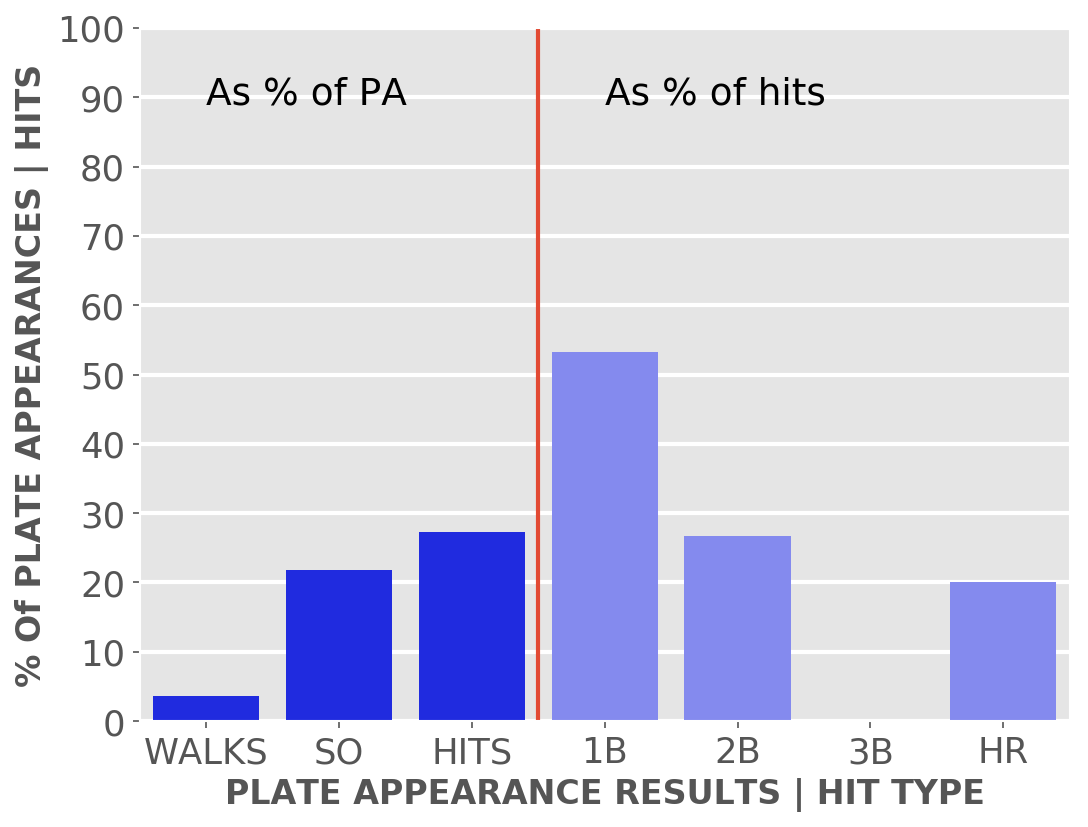 % Of PLATE APPEARANCES | HITS
100
90
80
70
60
50
40
30
20
10
0
As % of PA
As % of hits
WALKS SO HITS 1B 2B 3B HR
PLATE APPEARANCE RESULTS | HIT TYPE